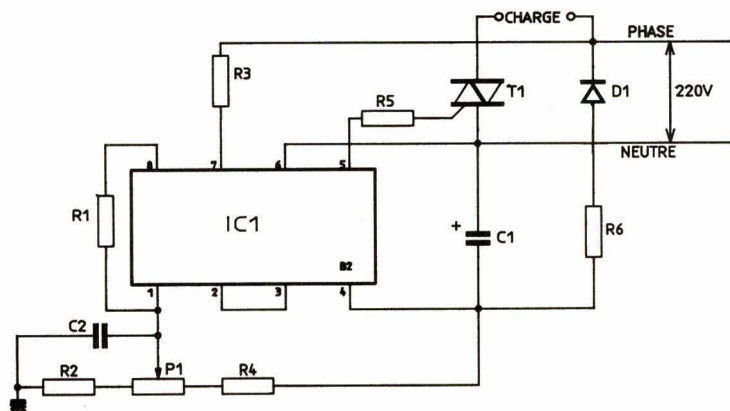 CHARGE
PHASE
R3
T1
D1
220V
R5
NEUTRE
8
7
6
5
R1
IC1
+
C1
R6
B2
1
2
3
4
C2
R2
P1
R4